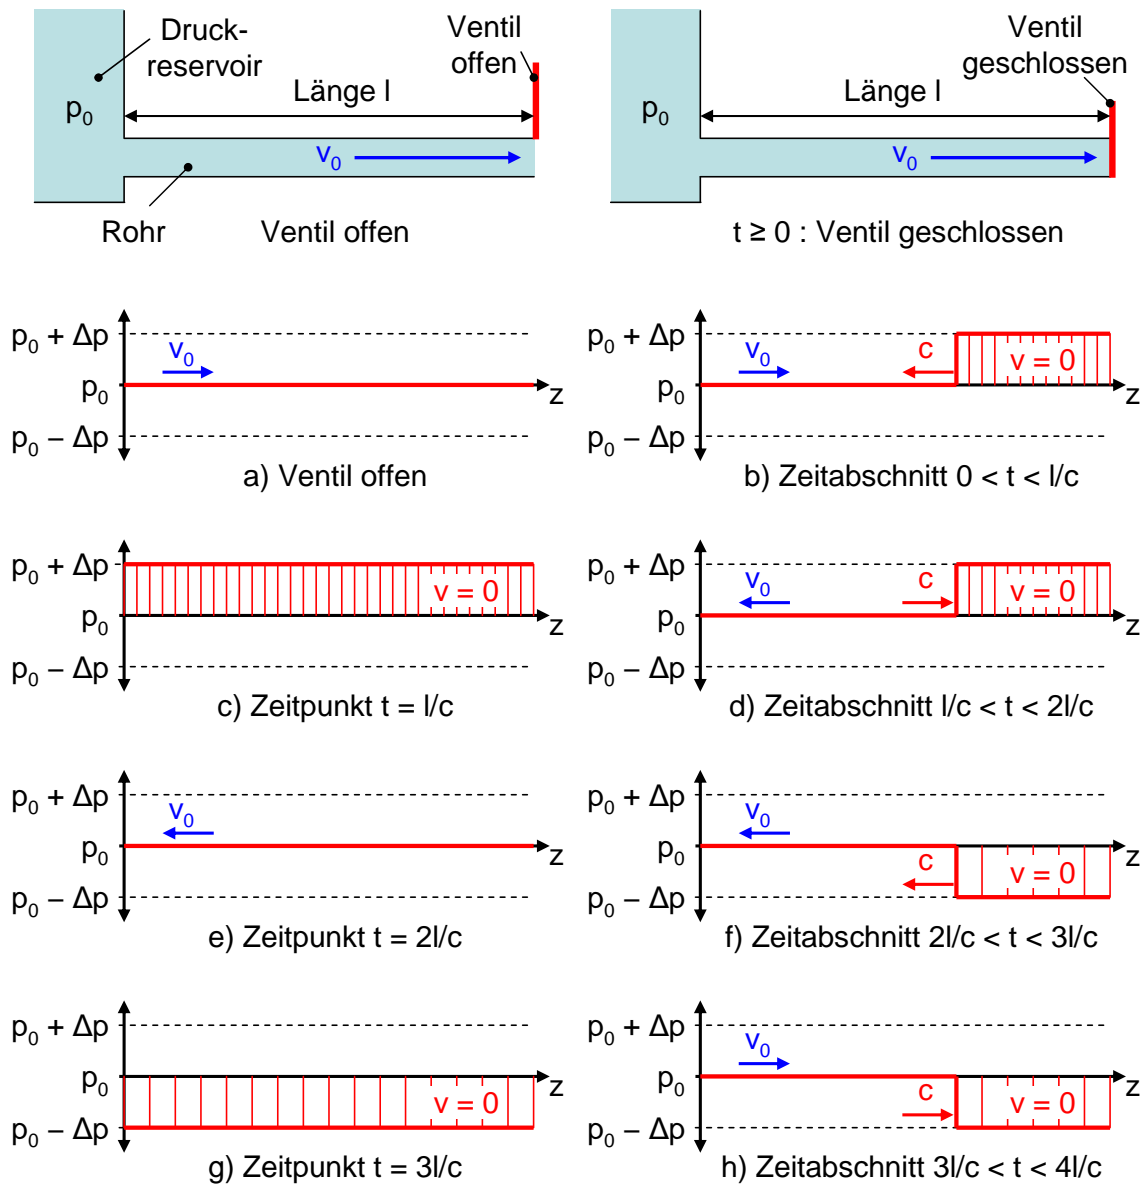 Druck-
reservoir
p₀
Länge l
Ventil
offen
v₀
Rohr
Ventil offen
p₀
Länge l
Ventil
geschlossen
v₀
t ≥ 0 : Ventil geschlossen
p₀ + Δp
v₀
p₀
z
p₀ – Δp
a) Ventil offen
p₀ + Δp
v₀
c
v = 0
p₀
z
p₀ – Δp
b) Zeitabschnitt 0 < t < l/c
p₀ + Δp
v = 0
p₀
z
p₀ – Δp
c) Zeitpunkt t = l/c
p₀ + Δp
v₀
c
v = 0
p₀
z
p₀ – Δp
d) Zeitabschnitt l/c < t < 2l/c
p₀ + Δp
v₀
p₀
z
p₀ – Δp
e) Zeitpunkt t = 2l/c
p₀ + Δp
v₀
p₀
z
c
v = 0
p₀ – Δp
f) Zeitabschnitt 2l/c < t < 3l/c
p₀ + Δp
p₀
z
v = 0
p₀ – Δp
g) Zeitpunkt t = 3l/c
p₀ + Δp
v₀
p₀
z
c
v = 0
p₀ – Δp
h) Zeitabschnitt 3l/c < t < 4l/c